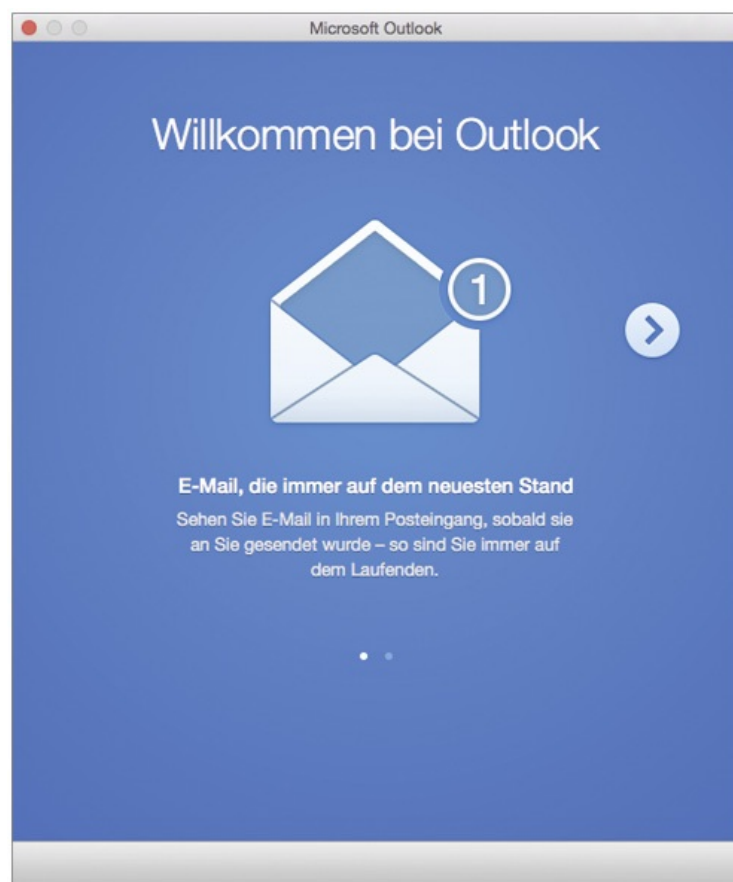 Microsoft Outlook
Willkommen bei Outlook
1
E-Mail, die immer auf dem neuesten Stand
Sehen Sie E-Mail in Ihrem Posteingang, sobald sie
an Sie gesendet wurde – so sind Sie immer auf
dem Laufenden.